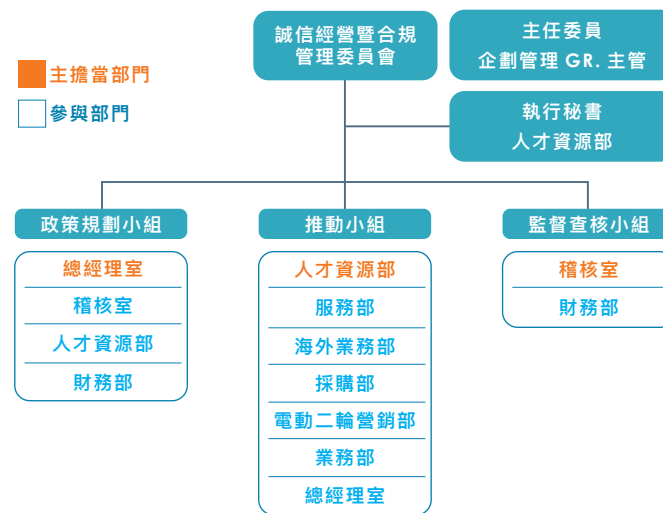 誠信經營暨合規
管理委員會
主任委員
企劃管理 GR. 主管
主擔當部門
參與部門
執行秘書
人才資源部
政策規劃小組
總經理室
稽核室
人才資源部
財務部
推動小組
人才資源部
服務部
海外業務部
採購部
電動二輪營銷部
業務部
總經理室
監督查核小組
稽核室
財務部